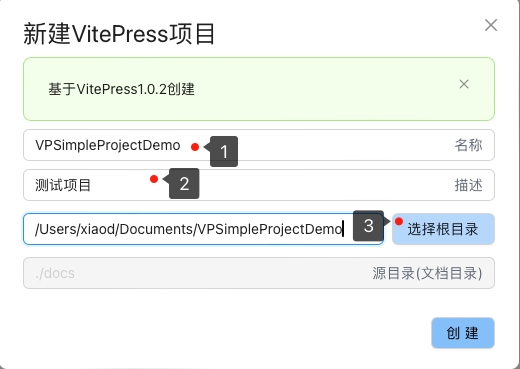 新建VitePress项目
基于VitePress1.0.2创建
VPSimpleProjectDemo 1 名称
测试项目 2 描述
/Users/xiaod/Documents/VPSimpleProjectDemo 3 选择根目录
./docs 源目录(文档目录)
创 建